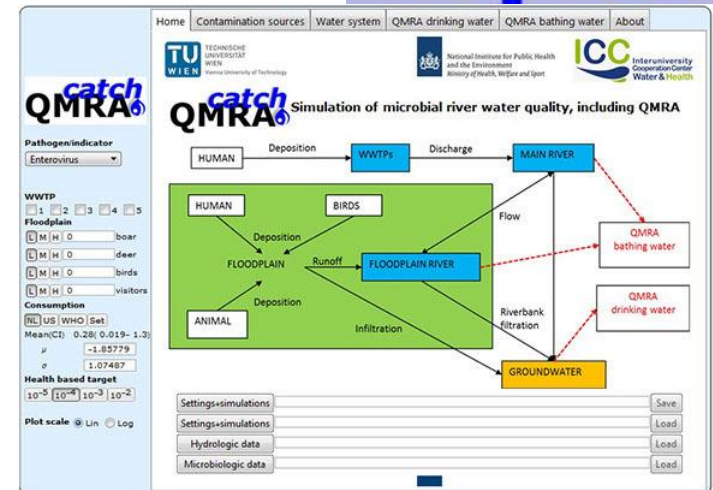 Home Contamination sources Water system QMRA drinking water QMRA bathing water About
TU WIEN
TECHNISCHE
UNIVERSITÄT
WIEN
Vienna University of Technology
National Institute for Public Health
and the Environment
Ministry of Health, Welfare and Sport
ICC
Interuniversity
Cooperation Center
Water & Health
catch
QMRA
catch
QMRA
Simulation of microbial river water quality, including QMRA
Pathogen/indicator
Enterovirus
WWTP
1 2 3 4 5
Floodplain
L M H 0 boar
L M H 0 deer
L M H 0 birds
L M H 0 visitors
Consumption
NL US WHO Set
Mean(CI) 0.28( 0.019– 1.3)
μ -1.85779
σ 1.07487
Health based target
10⁻⁵ 10⁻⁴ 10⁻³ 10⁻²
Plot scale Lin Log
HUMAN
Deposition
WWTPs
Discharge
MAIN RIVER
HUMAN
BIRDS
Deposition
Flow
QMRA
bathing water
FLOODPLAIN
Runoff
FLOODPLAIN RIVER
Deposition
QMRA
drinking water
ANIMAL
Infiltration
Riverbank
filtration
GROUNDWATER
Settings+simulations Save
Settings+simulations Load
Hydrologic data Load
Microbiologic data Load